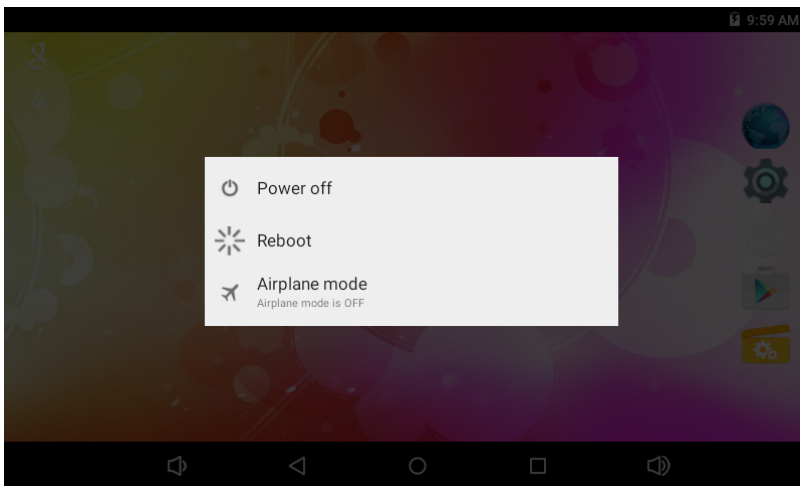 9:59 AM
Power off
Reboot
Airplane mode
Airplane mode is OFF